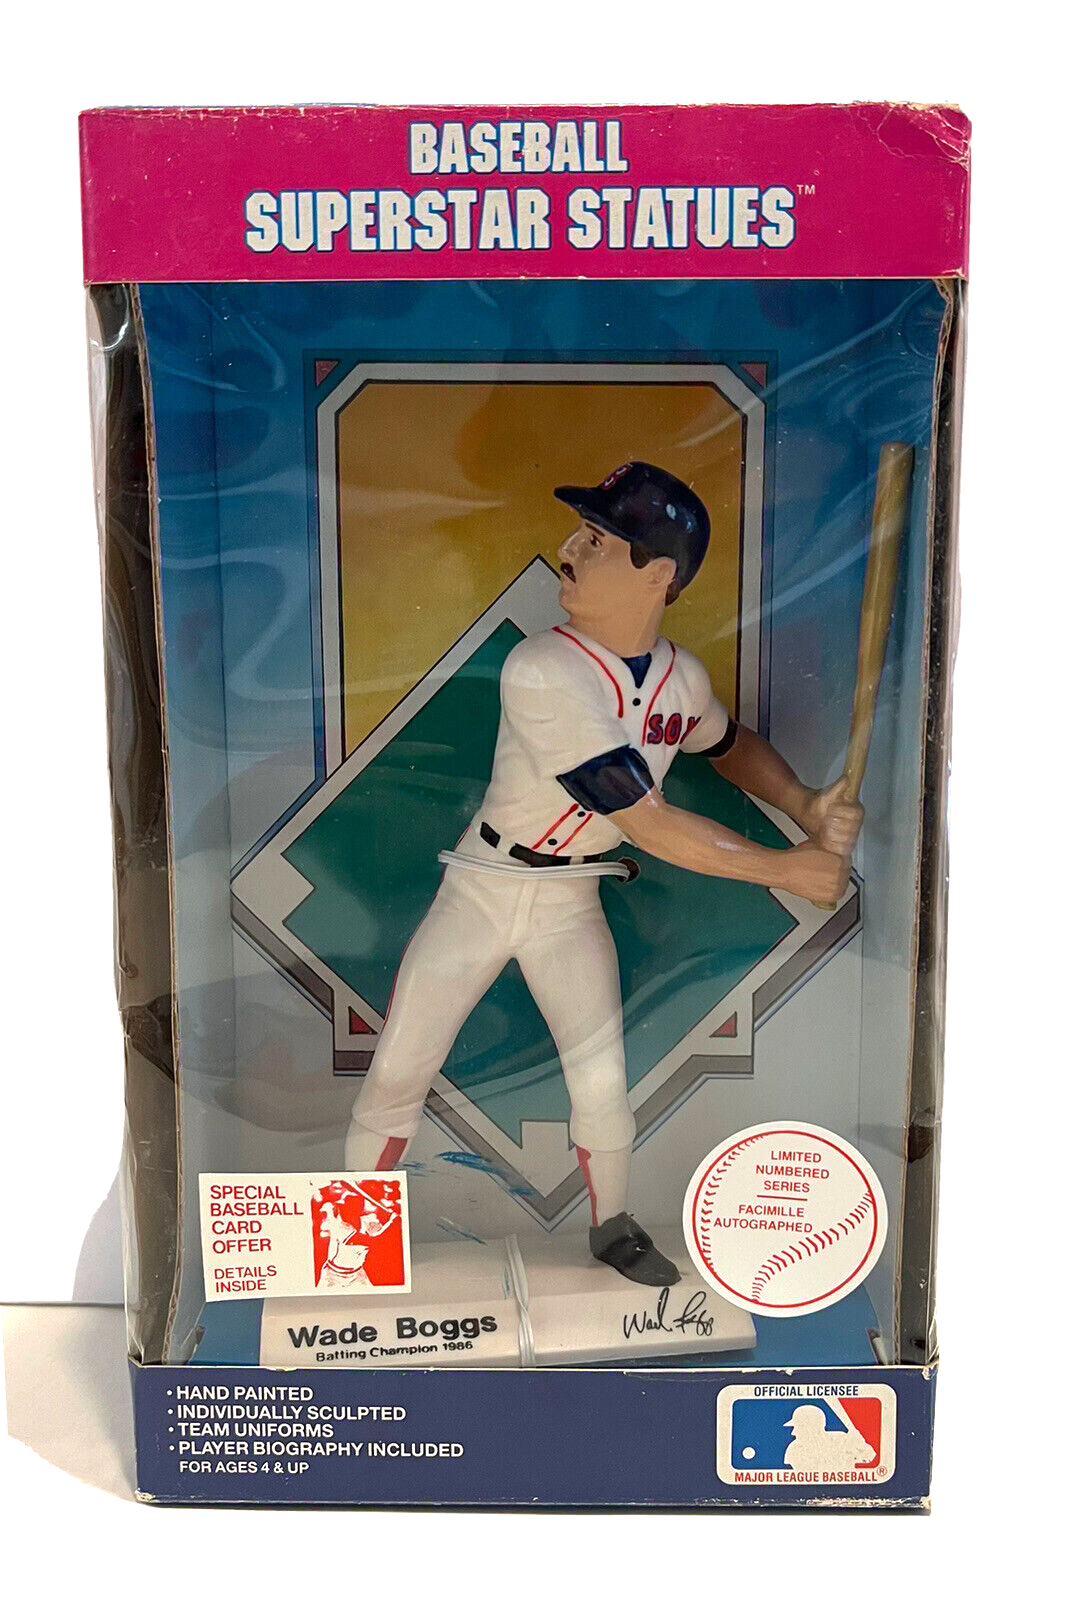 BASEBALL
SUPERSTAR STATUES™
B
SOX
SPECIAL
BASEBALL
CARD
OFFER
DETAILS
INSIDE
LIMITED
NUMBERED
SERIES
FACIMILLE
AUTOGRAPHED
Wade Boggs
Batting Champion 1986
Wade Boggs
• HAND PAINTED
• INDIVIDUALLY SCULPTED
• TEAM UNIFORMS
• PLAYER BIOGRAPHY INCLUDED
FOR AGES 4 & UP
OFFICIAL LICENSEE
MAJOR LEAGUE BASEBALL®